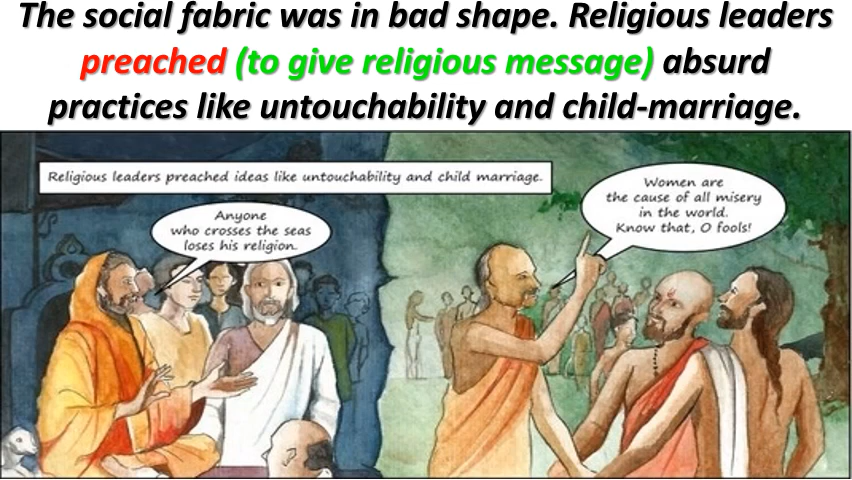 The social fabric was in bad shape. Religious leaders
preached (to give religious message) absurd
practices like untouchability and child-marriage.
Religious leaders preached ideas like untouchability and child marriage.
Anyone
who crosses the seas
loses his religion.
Women are
the cause of all misery
in the world.
Know that, O fools!